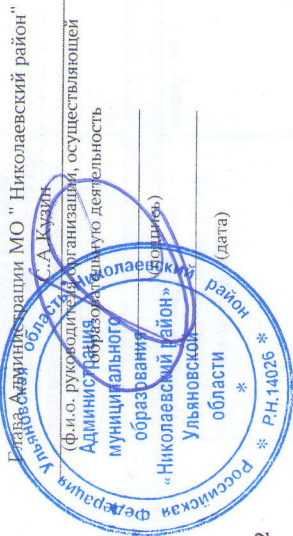 Глава Администрации МО " Николаевский район"
С.А. Кузин
(ф.и.о. руководителя организации, осуществляющей
образовательную деятельность
(подпись)
(дата)
Российская Федерация Ульяновская область Николаевский район
* Р.Н.14026 *
Администрация
муниципального
образования
«Николаевский район»
Ульяновской
области
*